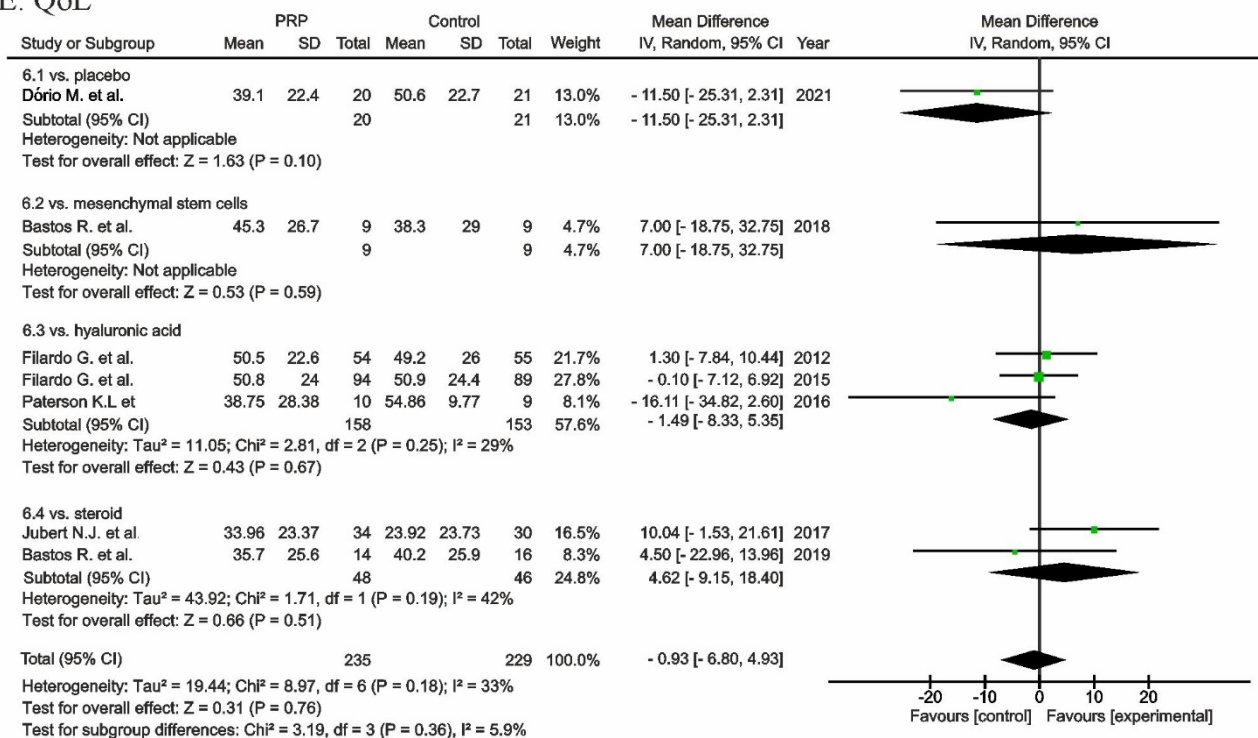 E. QoL
PRP Control Mean Difference Mean Difference
Study or Subgroup Mean SD Total Mean SD Total Weight IV, Random, 95% CI Year IV, Random, 95% CI
6.1 vs. placebo
Dório M. et al. 39.1 22.4 20 50.6 22.7 21 13.0% - 11.50 [- 25.31, 2.31] 2021
Subtotal (95% CI) 20 21 13.0% - 11.50 [- 25.31, 2.31]
Heterogeneity: Not applicable
Test for overall effect: Z = 1.63 (P = 0.10)
6.2 vs. mesenchymal stem cells
Bastos R. et al. 45.3 26.7 9 38.3 29 9 4.7% 7.00 [- 18.75, 32.75] 2018
Subtotal (95% CI) 9 9 4.7% 7.00 [- 18.75, 32.75]
Heterogeneity: Not applicable
Test for overall effect: Z = 0.53 (P = 0.59)
6.3 vs. hyaluronic acid
Filardo G. et al. 50.5 22.6 54 49.2 26 55 21.7% 1.30 [- 7.84, 10.44] 2012
Filardo G. et al. 50.8 24 94 50.9 24.4 89 27.8% - 0.10 [- 7.12, 6.92] 2015
Paterson K.L et 38.75 28.38 10 54.86 9.77 9 8.1% - 16.11 [- 34.82, 2.60] 2016
Subtotal (95% CI) 158 153 57.6% - 1.49 [- 8.33, 5.35]
Heterogeneity: Tau² = 11.05; Chi² = 2.81, df = 2 (P = 0.25); I² = 29%
Test for overall effect: Z = 0.43 (P = 0.67)
6.4 vs. steroid
Jubert N.J. et al. 33.96 23.37 34 23.92 23.73 30 16.5% 10.04 [- 1.53, 21.61] 2017
Bastos R. et al. 35.7 25.6 14 40.2 25.9 16 8.3% 4.50 [- 22.96, 13.96] 2019
Subtotal (95% CI) 48 46 24.8% 4.62 [- 9.15, 18.40]
Heterogeneity: Tau² = 43.92; Chi² = 1.71, df = 1 (P = 0.19); I² = 42%
Test for overall effect: Z = 0.66 (P = 0.51)
Total (95% CI) 235 229 100.0% - 0.93 [- 6.80, 4.93]
Heterogeneity: Tau² = 19.44; Chi² = 8.97, df = 6 (P = 0.18); I² = 33%
Test for overall effect: Z = 0.31 (P = 0.76)
Test for subgroup differences: Chi² = 3.19, df = 3 (P = 0.36), I² = 5.9%
-20 -10 0 10 20
Favours [control] Favours [experimental]